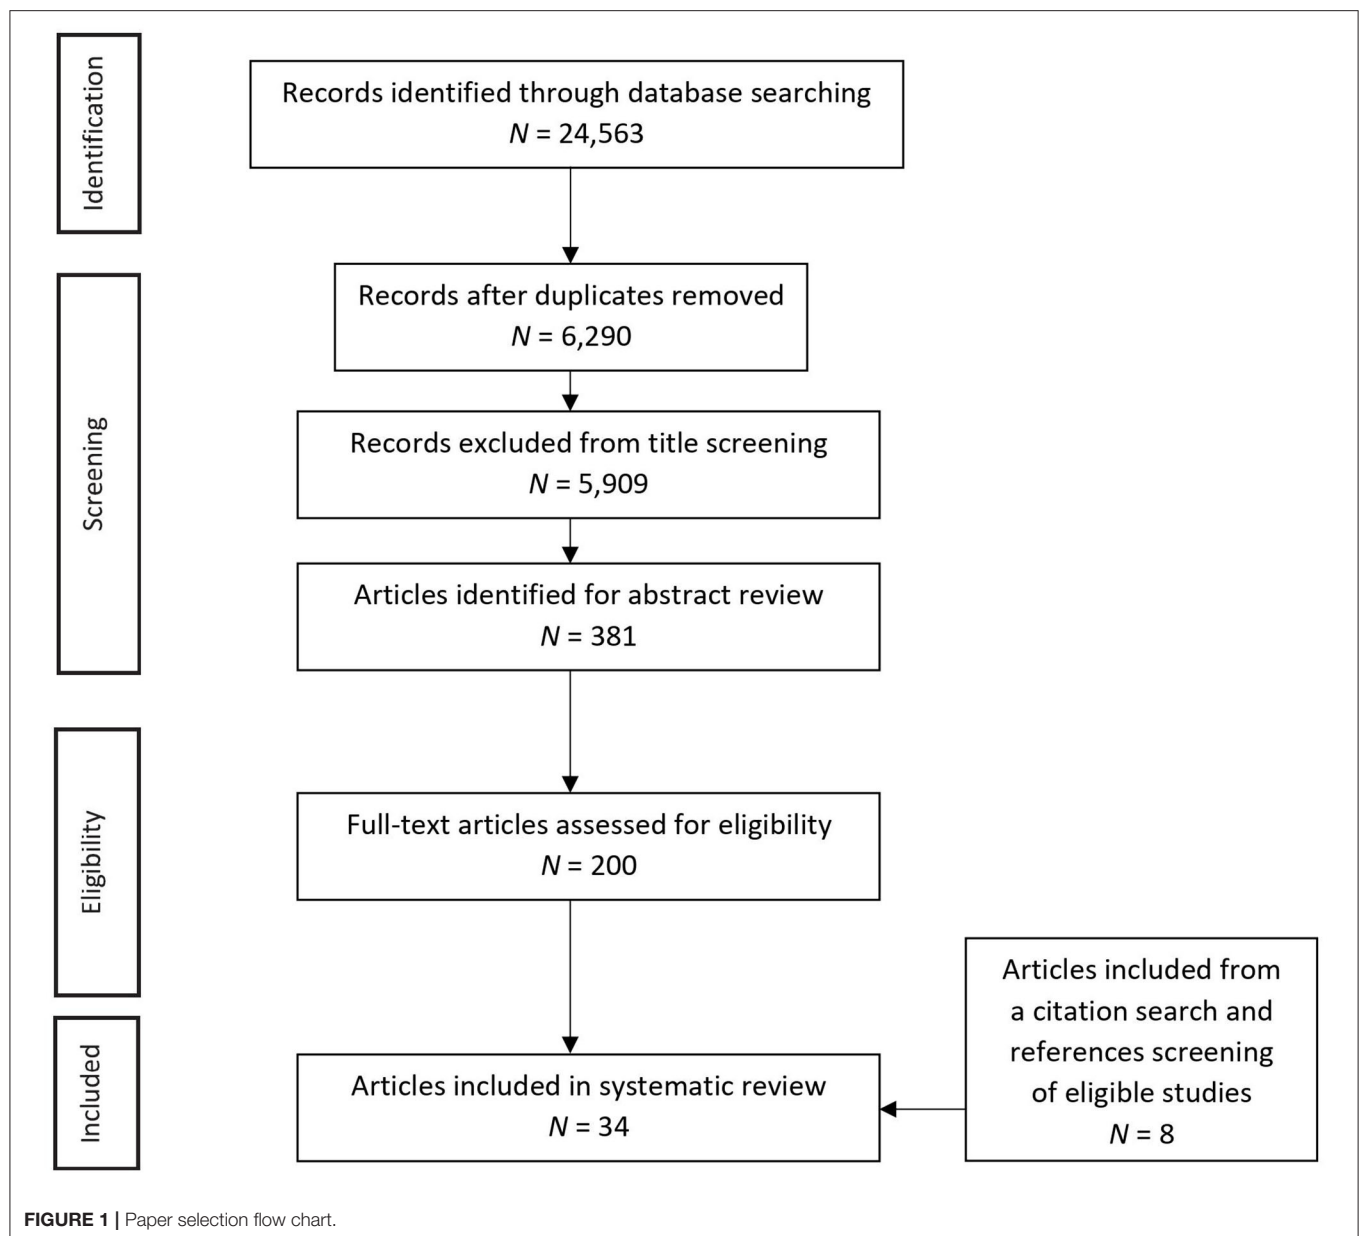 Identification
Records identified through database searching
N = 24,563
Screening
Records after duplicates removed
N = 6,290
Records excluded from title screening
N = 5,909
Articles identified for abstract review
N = 381
Eligibility
Full-text articles assessed for eligibility
N = 200
Included
Articles included in systematic review
N = 34
Articles included from
a citation search and
references screening
of eligible studies
N = 8
FIGURE 1 | Paper selection flow chart.